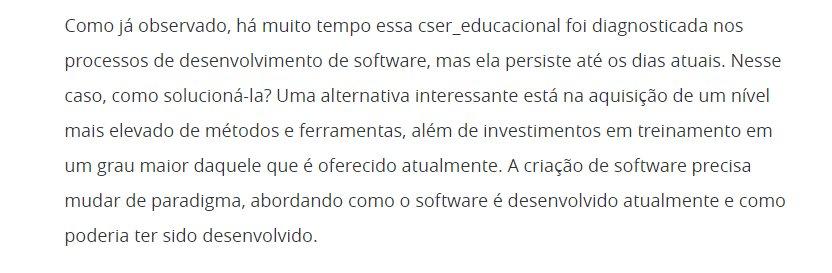 Como já observado, há muito tempo essa cser_educacional foi diagnosticada nos
processos de desenvolvimento de software, mas ela persiste até os dias atuais. Nesse
caso, como solucioná-la? Uma alternativa interessante está na aquisição de um nível
mais elevado de métodos e ferramentas, além de investimentos em treinamento em
um grau maior daquele que é oferecido atualmente. A criação de software precisa
mudar de paradigma, abordando como o software é desenvolvido atualmente e como
poderia ter sido desenvolvido.